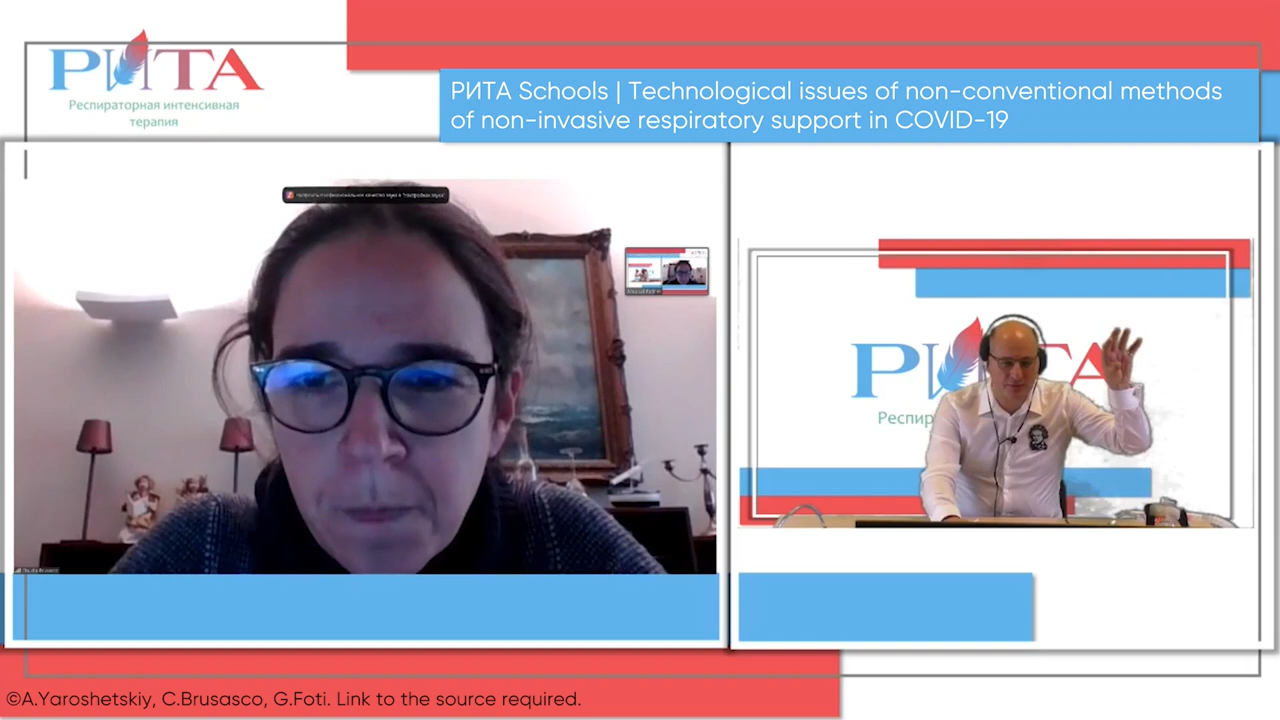 РИТА
Респираторная интенсивная
терапия
РИТА Schools | Technological issues of non-conventional methods
of non-invasive respiratory support in COVID-19
РИТА
Респир
©A.Yaroshetskiy, C.Brusasco, G.Foti. Link to the source required.